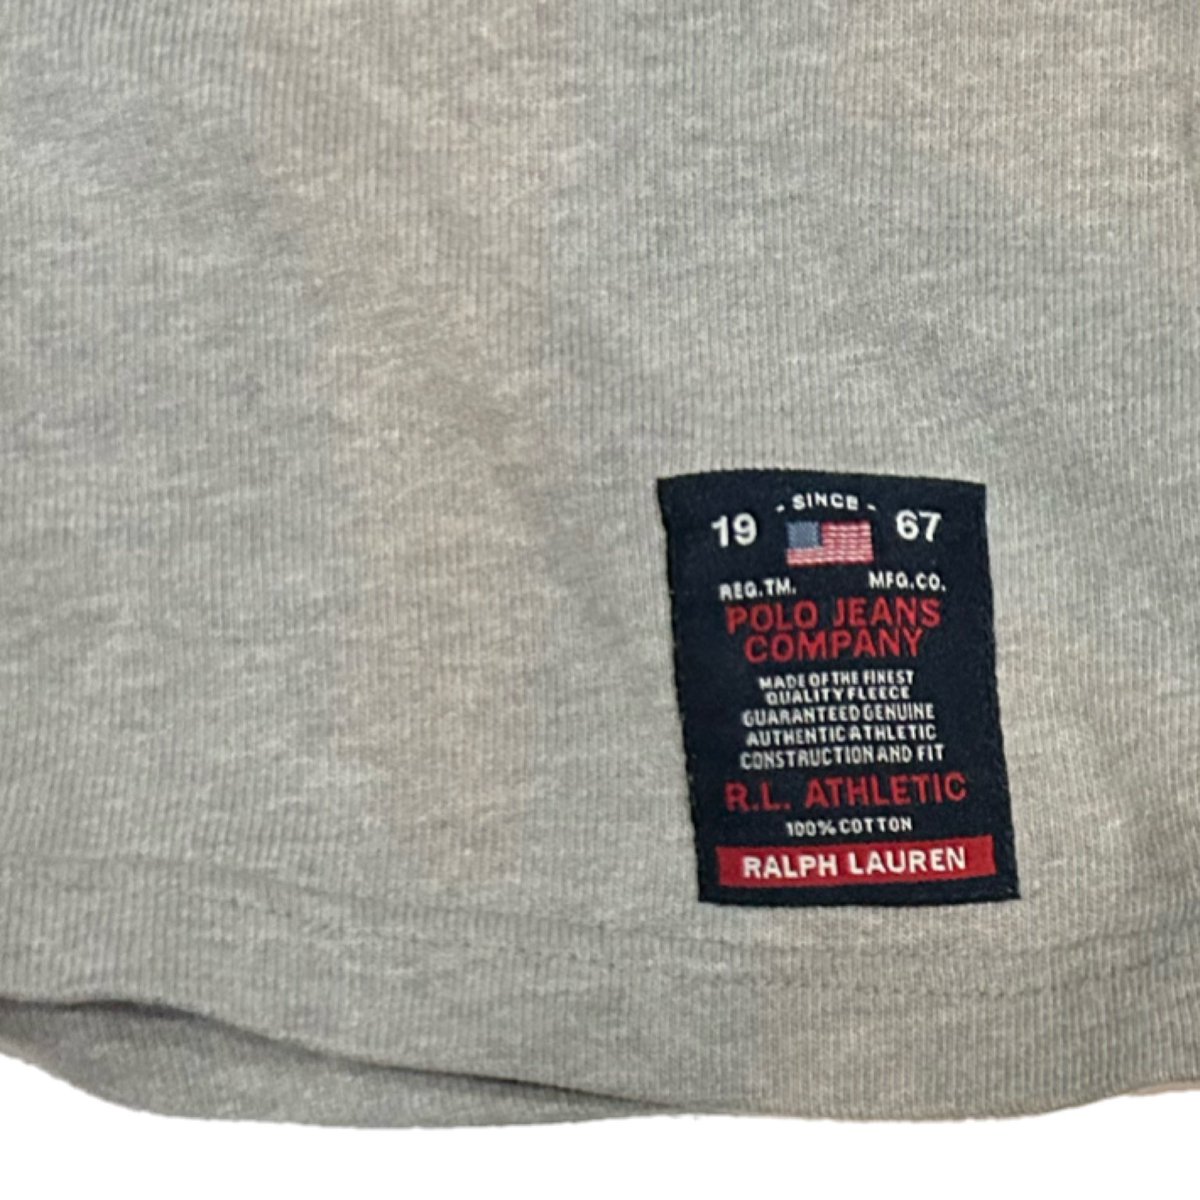 - SINCE -
19 67
REG.TM. MFG.CO.
POLO JEANS
COMPANY
MADE OF THE FINEST
QUALITY FLEECE
GUARANTEED GENUINE
AUTHENTIC ATHLETIC
CONSTRUCTION AND FIT
R.L. ATHLETIC
100% COTTON
RALPH LAUREN